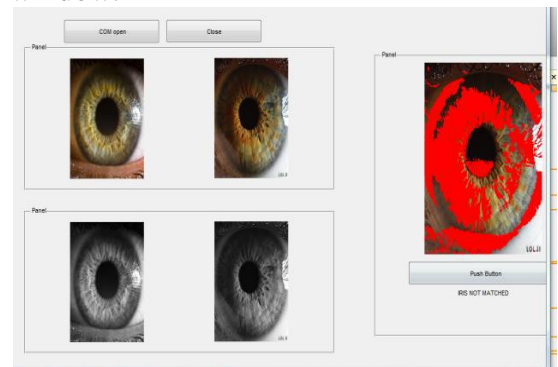 COM open
Close
Panel
Panel
Panel
Push Button
IRIS NOT MATCHED